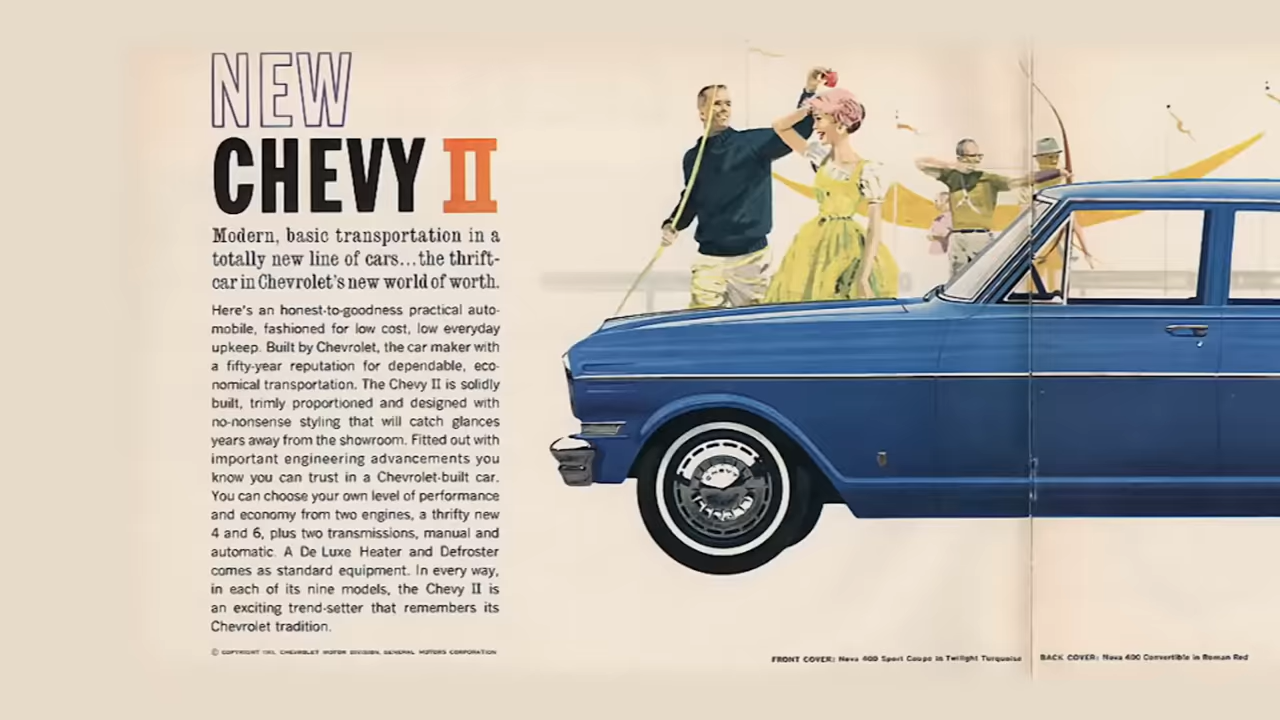 NEW
CHEVY II
Modern, basic transportation in a
totally new line of cars...the thrift-
car in Chevrolet's new world of worth.
Here's an honest-to-goodness practical auto-
mobile, fashioned for low cost, low everyday
upkeep. Built by Chevrolet, the car maker with
a fifty-year reputation for dependable, eco-
nomical transportation. The Chevy II is solidly
built, trimly proportioned and designed with
no-nonsense styling that will catch glances
years away from the showroom. Fitted out with
important engineering advancements you
know you can trust in a Chevrolet-built car.
You can choose your own level of performance
and economy from two engines, a thrifty new
4 and 6, plus two transmissions, manual and
automatic. A De Luxe Heater and Defroster
comes as standard equipment. In every way,
in each of its nine models, the Chevy II is
an exciting trend-setter that remembers its
Chevrolet tradition.
© COPYRIGHT CHEVROLET MOTOR DIVISION, GENERAL MOTORS CORPORATION
FRONT COVER: Nova 400 Sport Coupe in Twilight Turquoise
BACK COVER: Nova 400 Convertible in Roman Red
CHEVY